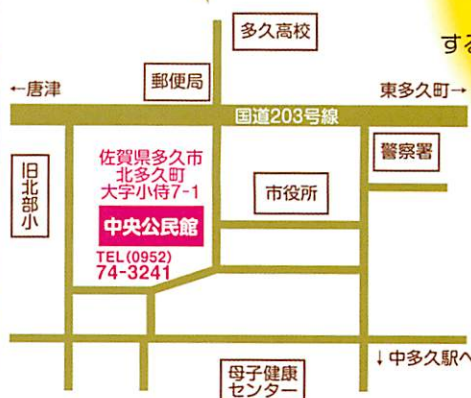 多久高校
する
郵便局
←唐津
東多久町→
国道203号線
警察署
旧北部小
佐賀県多久市
北多久町
大字小侍7-1
市役所
中央公民館
TEL(0952)
74-3241
↓中多久駅へ
母子健康
センター